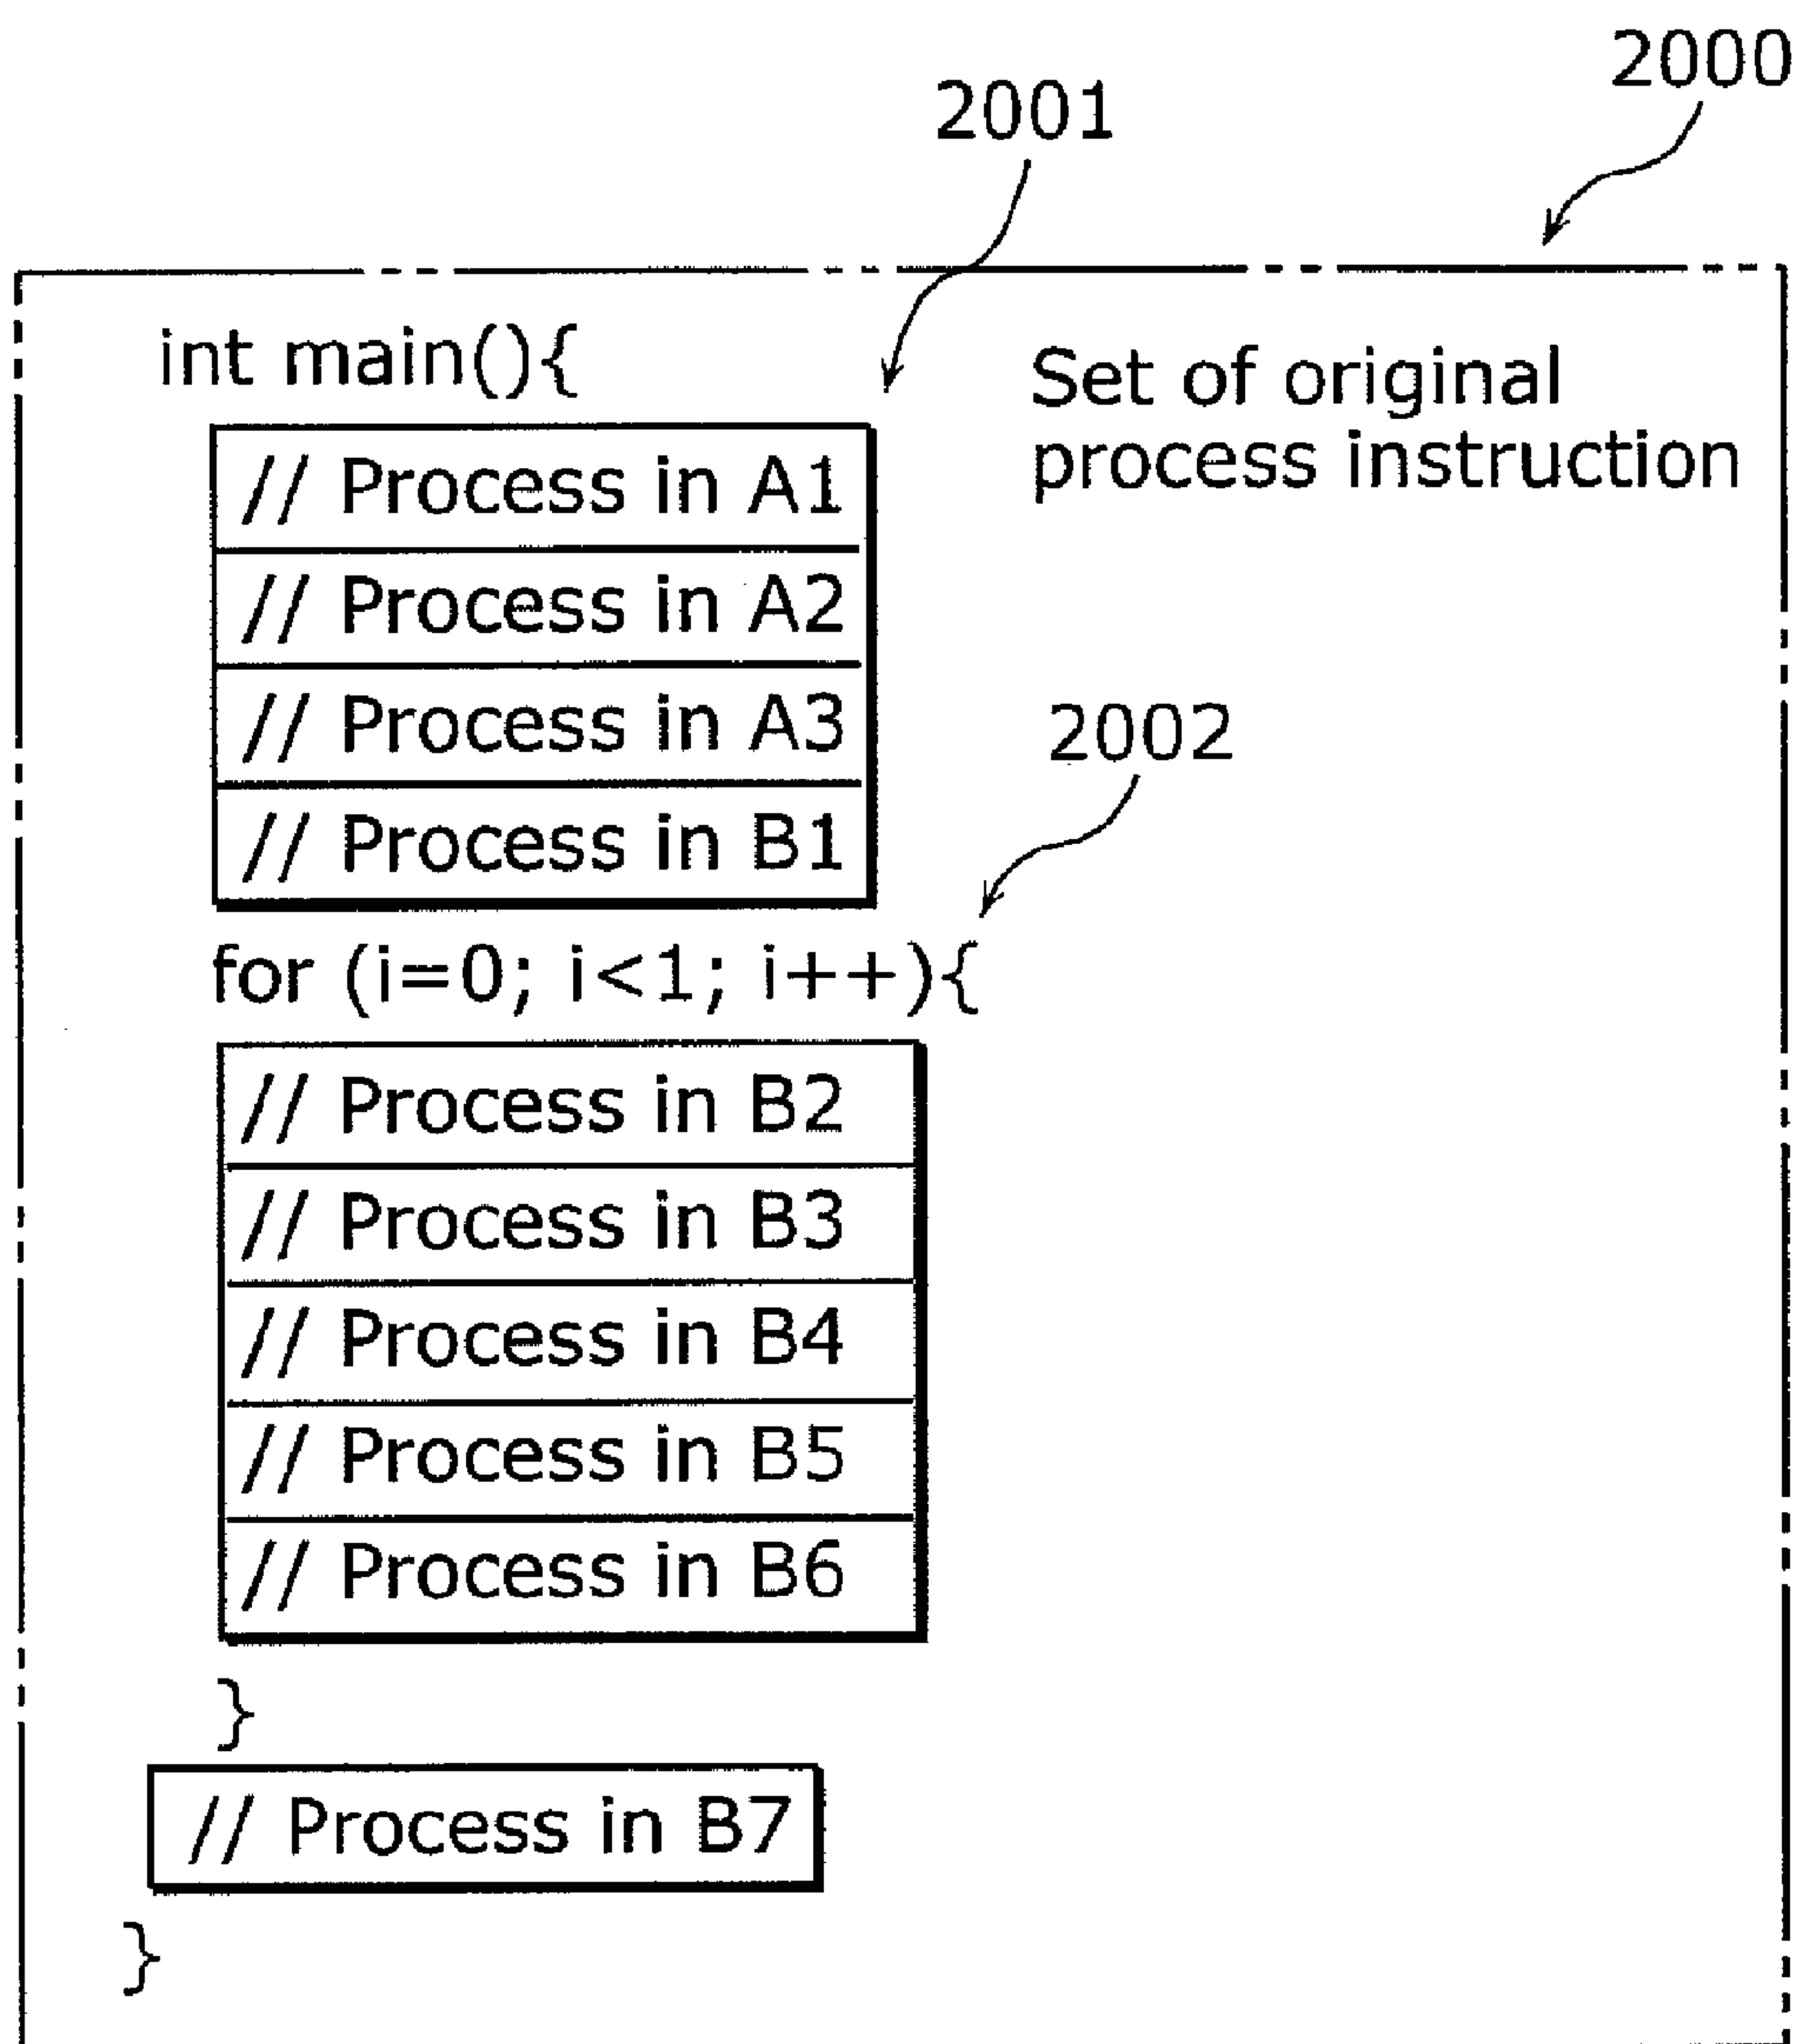 2000
2001
int main(){
Set of original
process instruction
// Process in A1
// Process in A2
// Process in A3
2002
// Process in B1
for (i=0; i<1; i++){
// Process in B2
// Process in B3
// Process in B4
// Process in B5
// Process in B6
}
// Process in B7
}